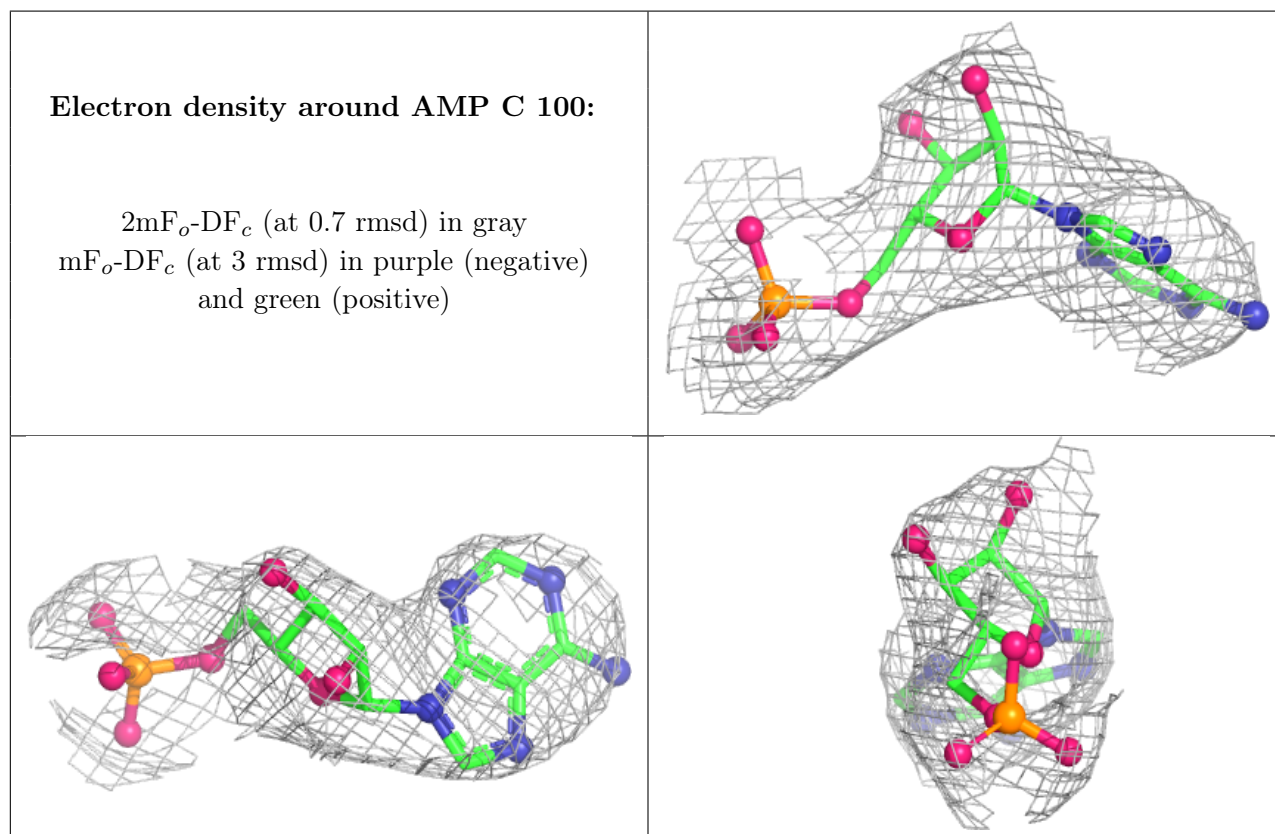 Electron density around AMP C 100:
2mFo-DFc (at 0.7 rmsd) in gray
mFo-DFc (at 3 rmsd) in purple (negative)
and green (positive)